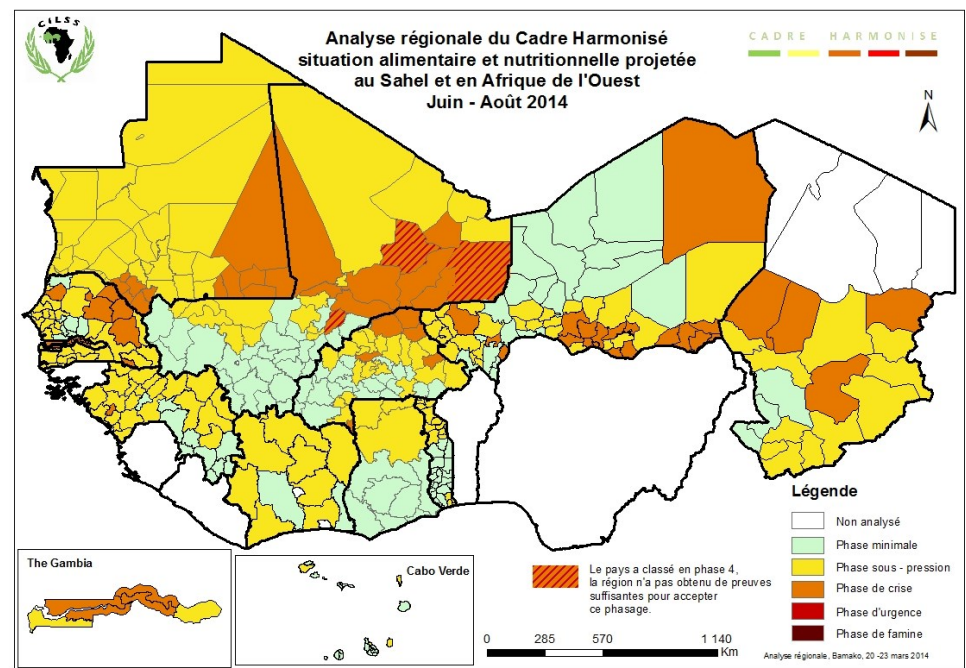 CILSS
Analyse régionale du Cadre Harmonisé
situation alimentaire et nutritionnelle projetée
au Sahel et en Afrique de l'Ouest
Juin - Août 2014
CADRE HARMONISE
N
Légende
Non analysé
Phase minimale
Phase sous - pression
Phase de crise
Phase d'urgence
Phase de famine
The Gambia
Cabo Verde
Le pays a classé en phase 4,
la région n'a pas obtenu de preuves
suffisantes pour accepter
ce phasage.
0 285 570 1 140
Km
Analyse régionale, Bamako, 20 -23 mars 2014